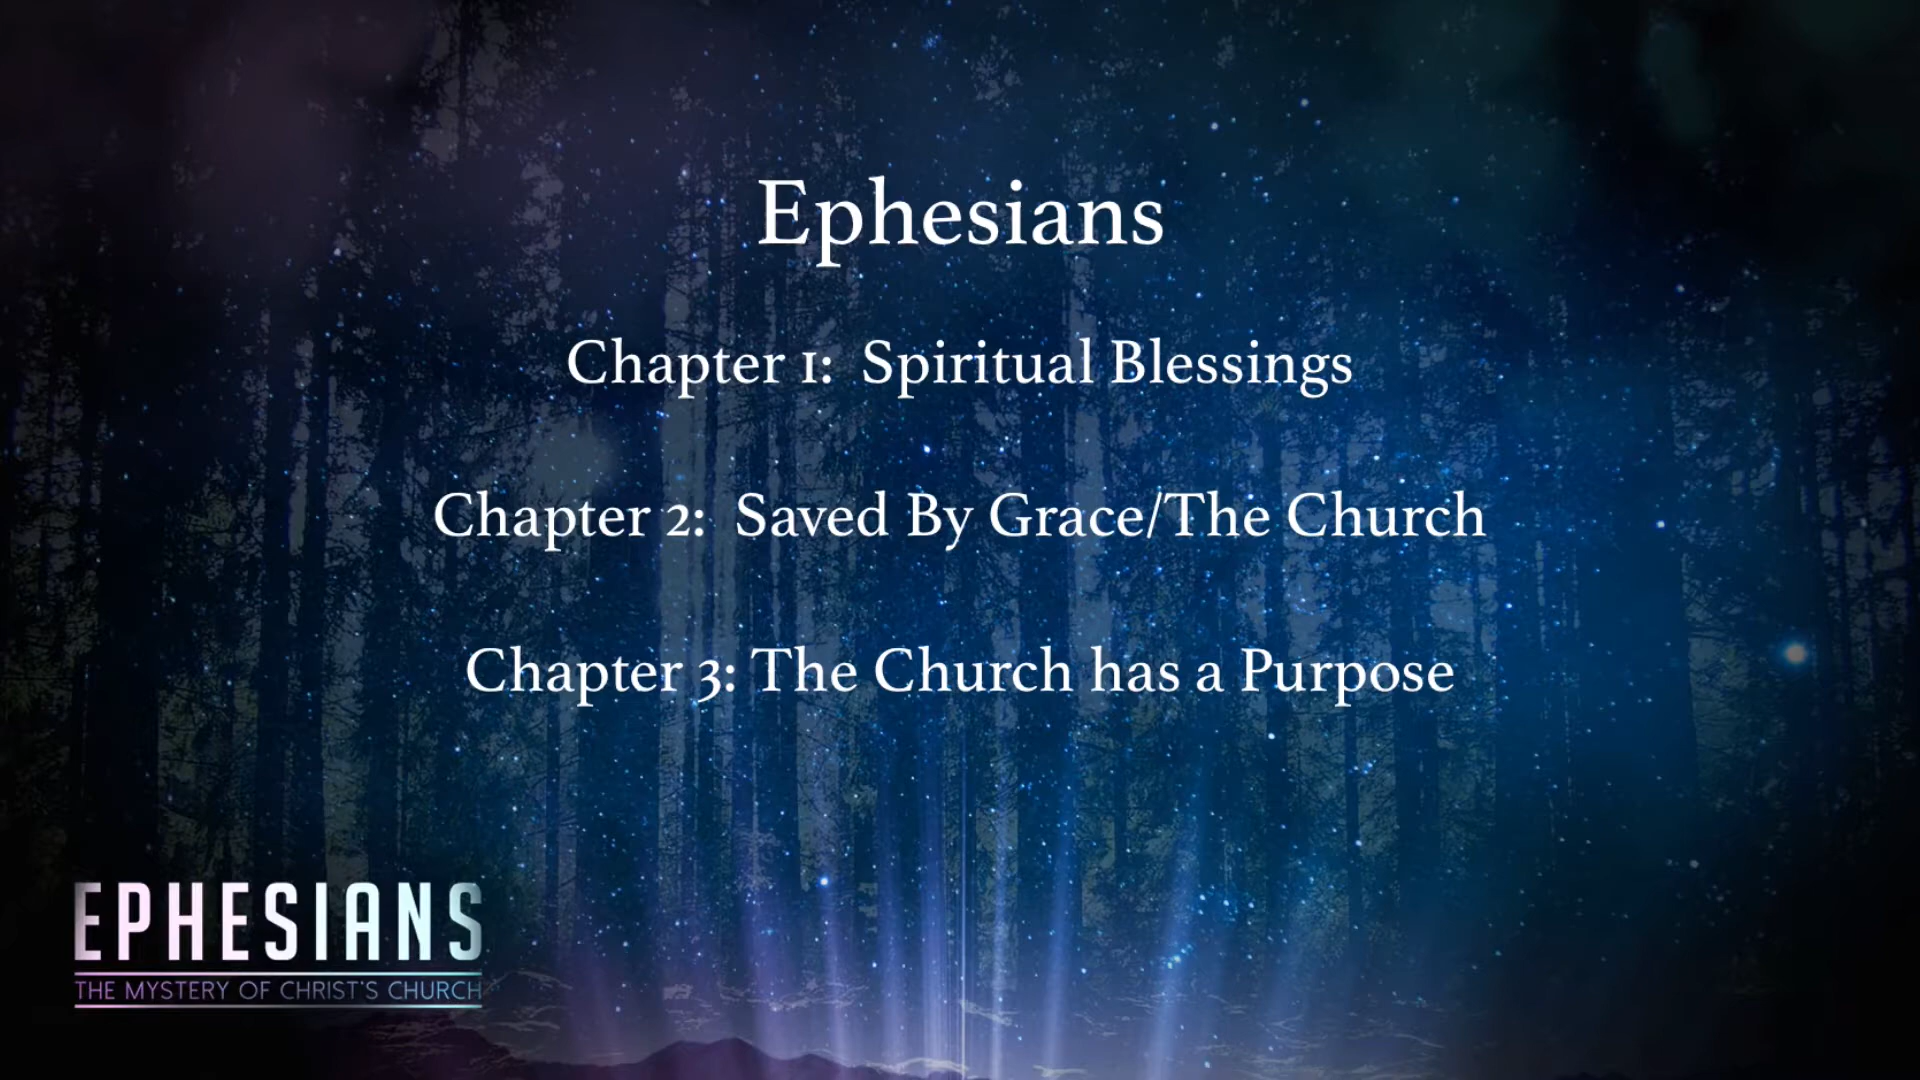 Ephesians
Chapter 1:  Spiritual Blessings
Chapter 2:  Saved By Grace/The Church
Chapter 3: The Church has a Purpose
EPHESIANS
THE MYSTERY OF CHRIST'S CHURCH